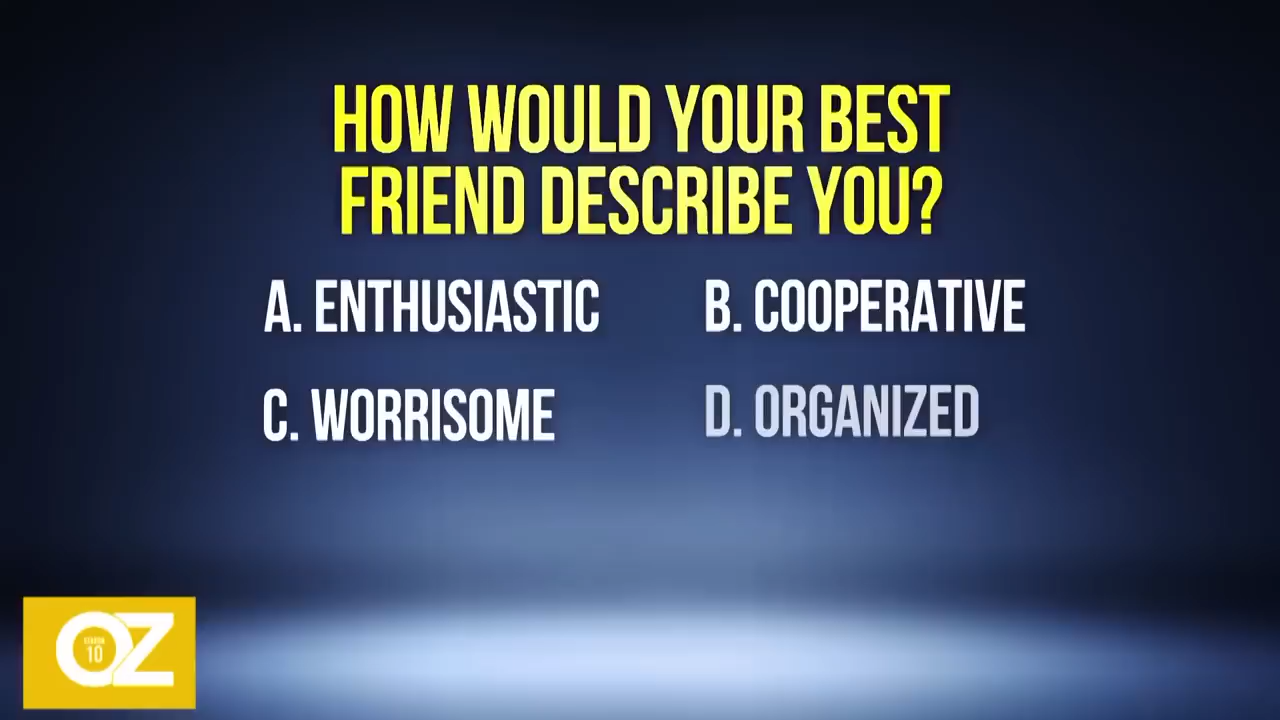 HOW WOULD YOUR BEST
FRIEND DESCRIBE YOU?
A. ENTHUSIASTIC
B. COOPERATIVE
C. WORRISOME
D. ORGANIZED
OZ
SEASON
10